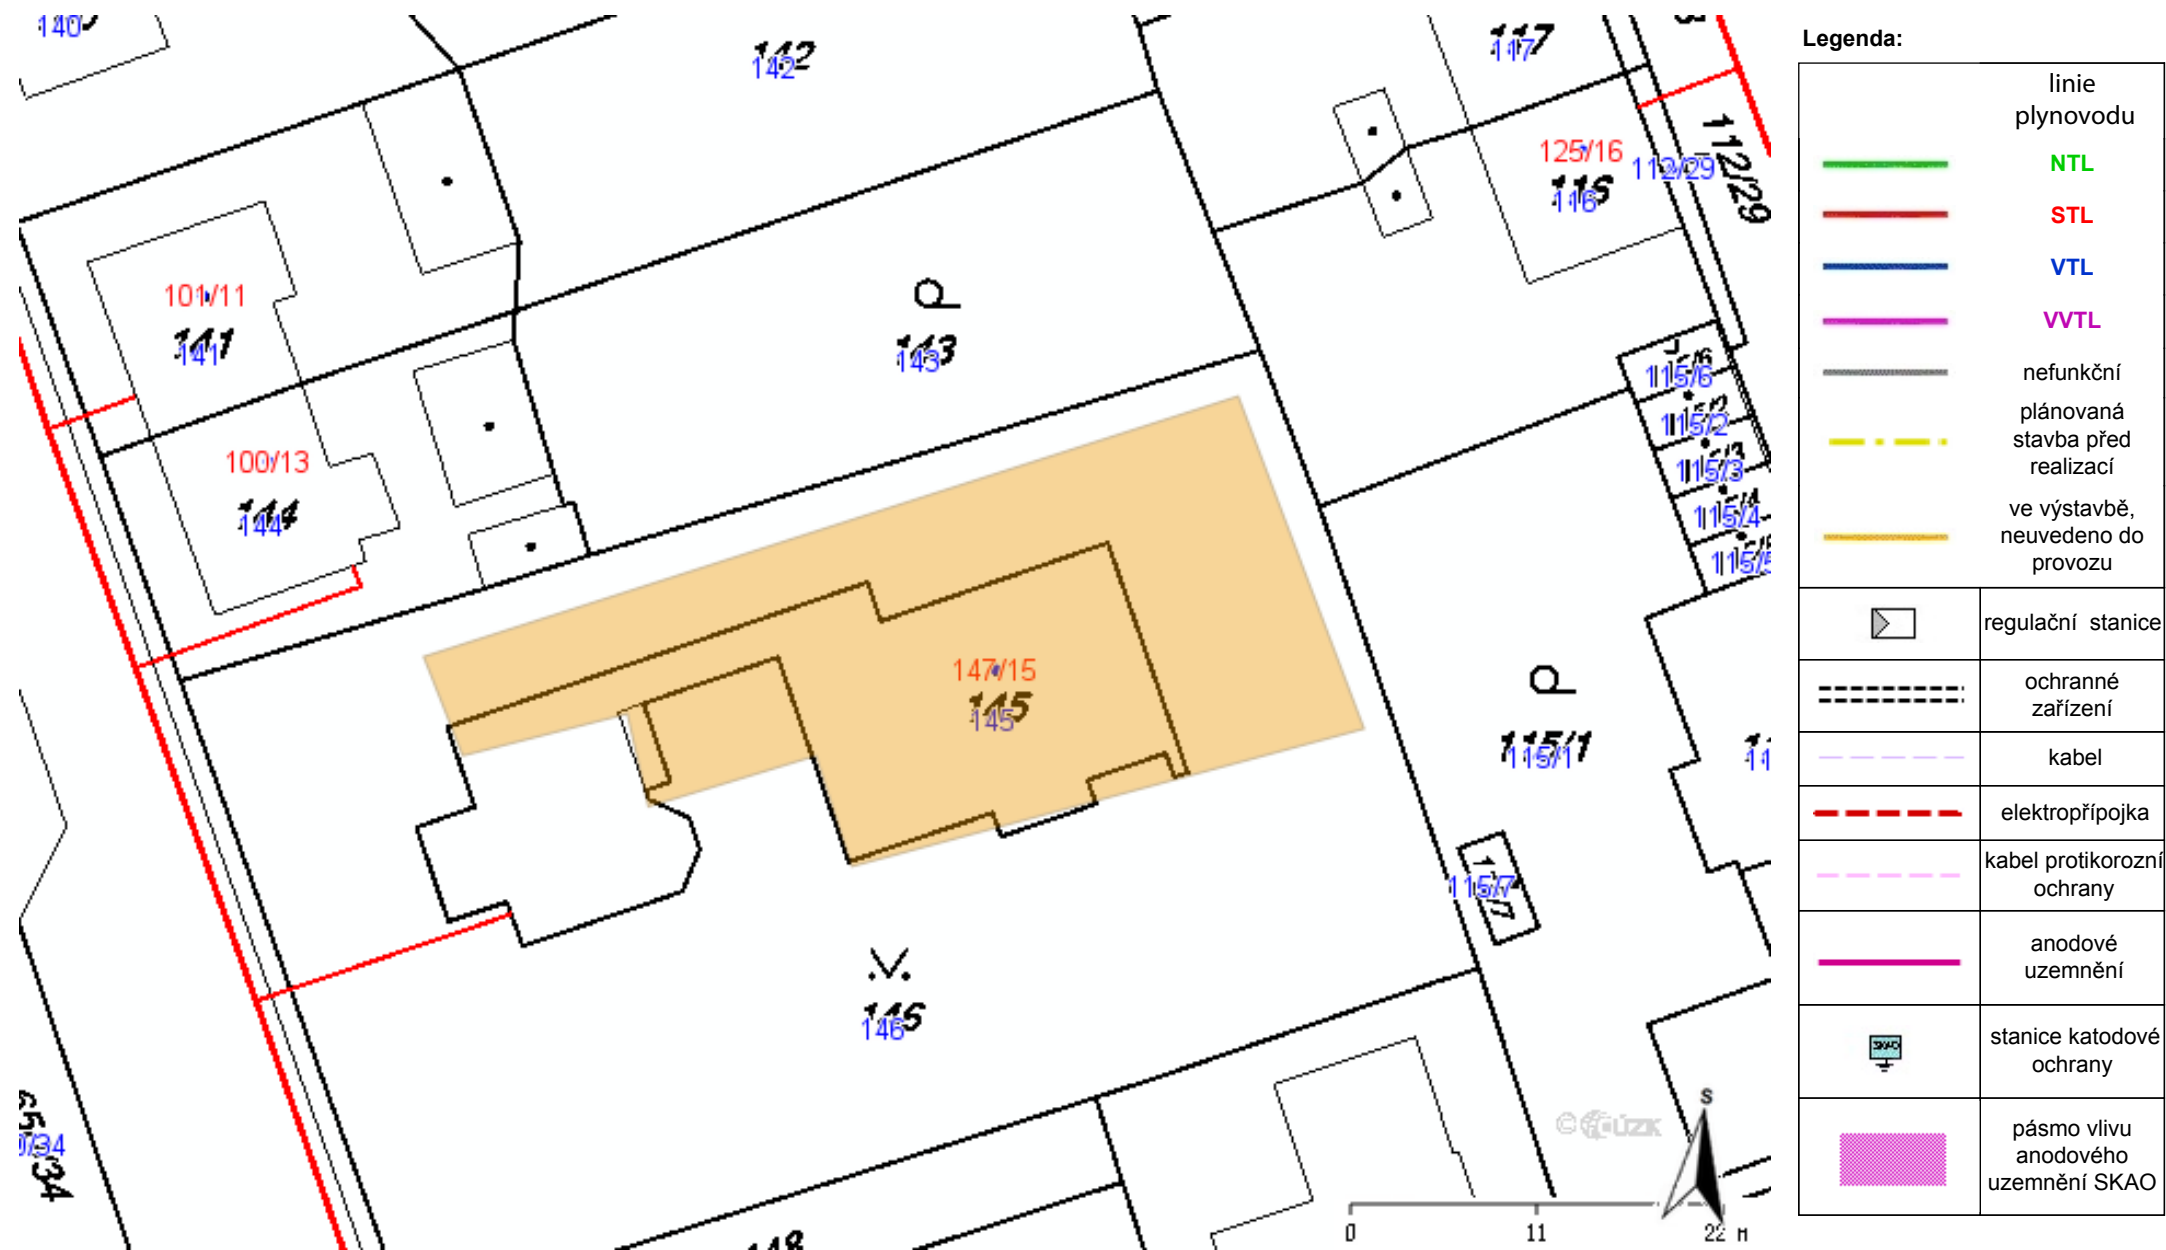 140
142
142
117
117
125/16
116
116
112/29
112/29
101/11
141
141
143
143
100/13
144
144
115/6
115/2
115/3
115/4
147/15
145
145
115/1
115/1
115/7
146
146
S
0 11 22 M
Legenda:
linie
plynovodu
NTL
STL
VTL
VVTL
nefunkční
plánovaná
stavba před
realizací
ve výstavbě,
neuvedeno do
provozu
regulační stanice
ochranné
zařízení
kabel
elektropřípojka
kabel protikorozní
ochrany
anodové
uzemnění
SKAO
stanice katodové
ochrany
pásmo vlivu
anodového
uzemnění SKAO